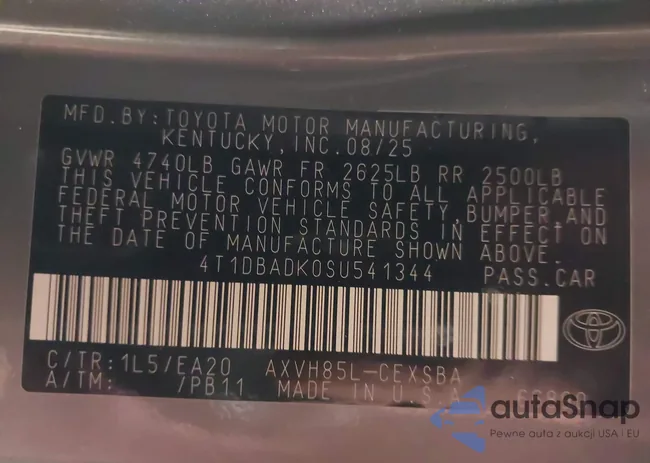 MFD.BY:TOYOTA MOTOR MANUFACTURING,
KENTUCKY,INC.08/25
GVWR 4740LB GAWR FR 2625LB RR 2500LB
THIS VEHICLE CONFORMS TO ALL APPLICABLE
FEDERAL MOTOR VEHICLE SAFETY,BUMPER,AND
THEFT PREVENTION STANDARDS IN EFFECT ON
THE DATE OF MANUFACTURE SHOWN ABOVE.
4T1DBADK0SU541344 PASS.CAR
C/TR:1L5/EA20 AXVH85L-CEXSBA
A/TM: /PB11 MADE IN U.S.A.
autaSnap
Pewne auta z aukcji USA i EU